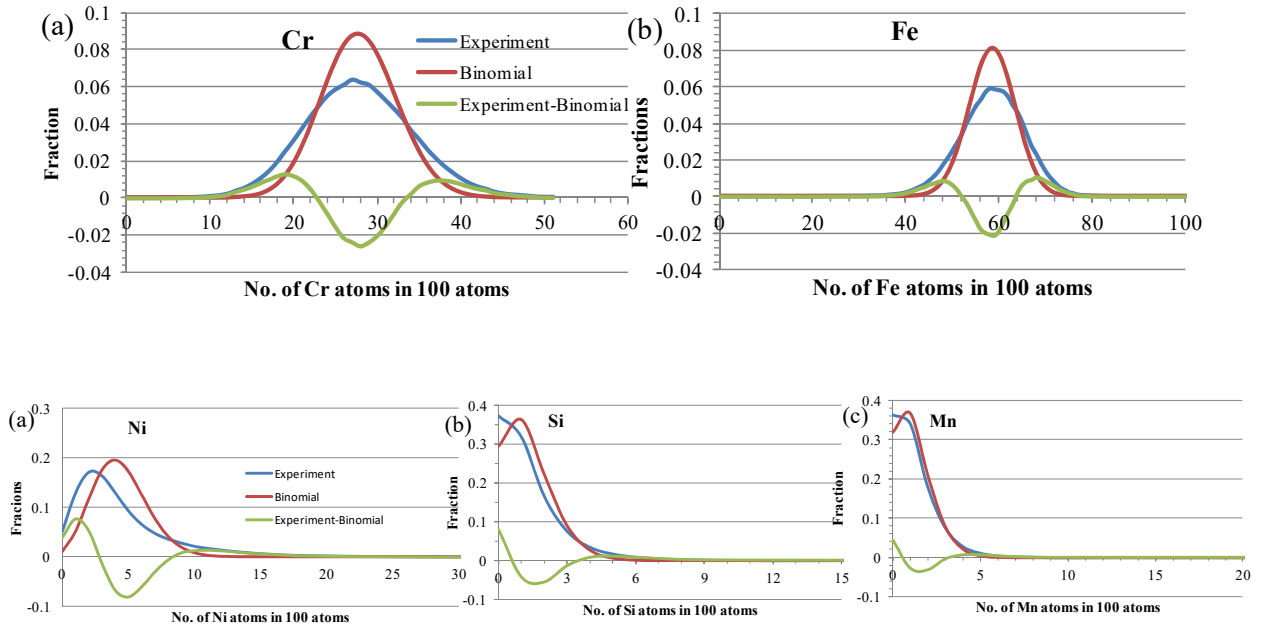 (a)
Cr
Experiment
Binomial
Experiment-Binomial
0.1
0.08
0.06
0.04
0.02
0
-0.02
-0.04
0 10 20 30 40 50 60
Fraction
No. of Cr atoms in 100 atoms
(b)
Fe
0.1
0.08
0.06
0.04
0.02
0
-0.02
-0.04
0 20 40 60 80 100
Fractions
No. of Fe atoms in 100 atoms
(a)
Ni
Experiment
Binomial
Experiment-Binomial
0.3
0.2
0.1
0
-0.1
0 5 10 15 20 25 30
Fracions
No. of Ni atoms in 100 atoms
(b)
Si
0.4
0.3
0.2
0.1
0
-0.1
0 3 6 9 12 15
Fraction
No. of Si atoms in 100 atoms
(c)
Mn
0.4
0.3
0.2
0.1
0
-0.1
0 5 10 15 20
Fraction
No. of Mn atoms in 100 atoms